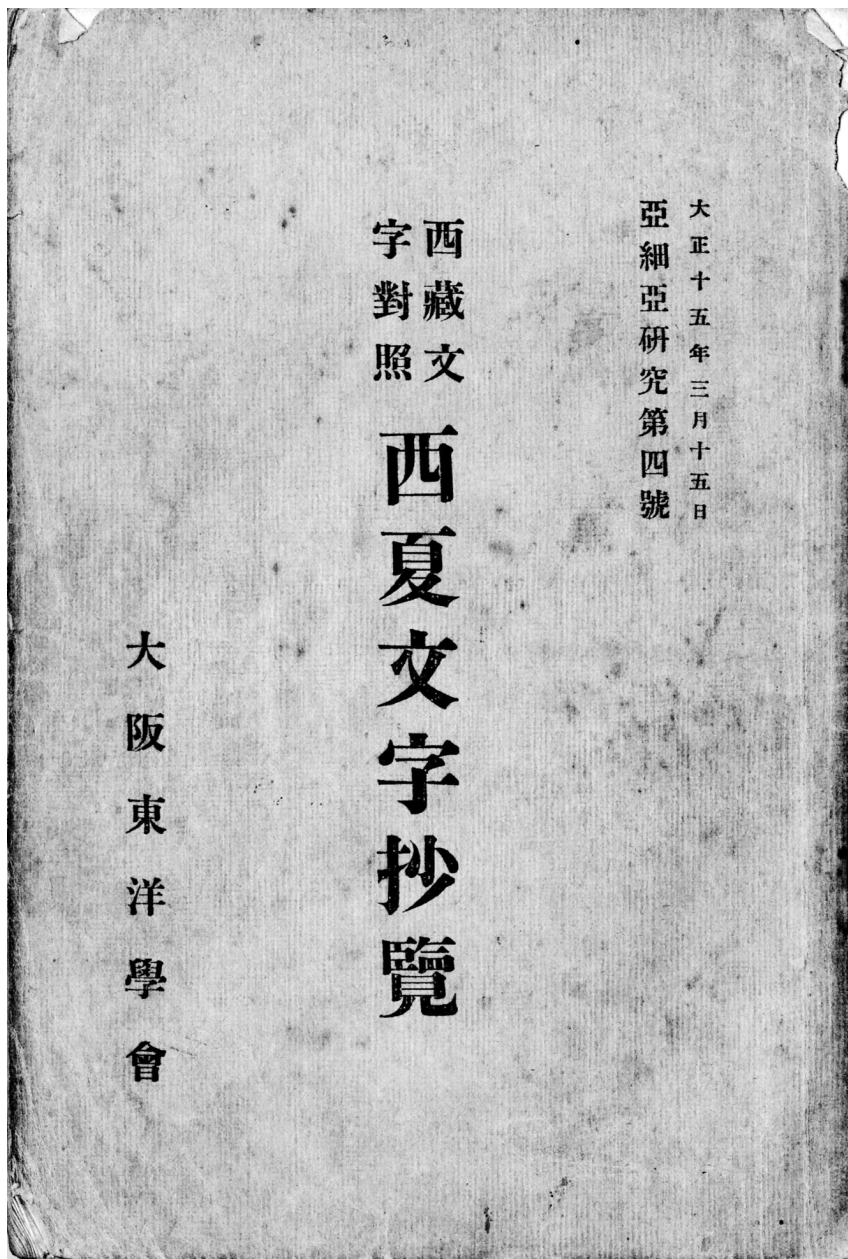 大正十五年三月十五日
亞細亞硏究第四號
西藏文
字對照
西夏文字抄覽
大阪東洋學會